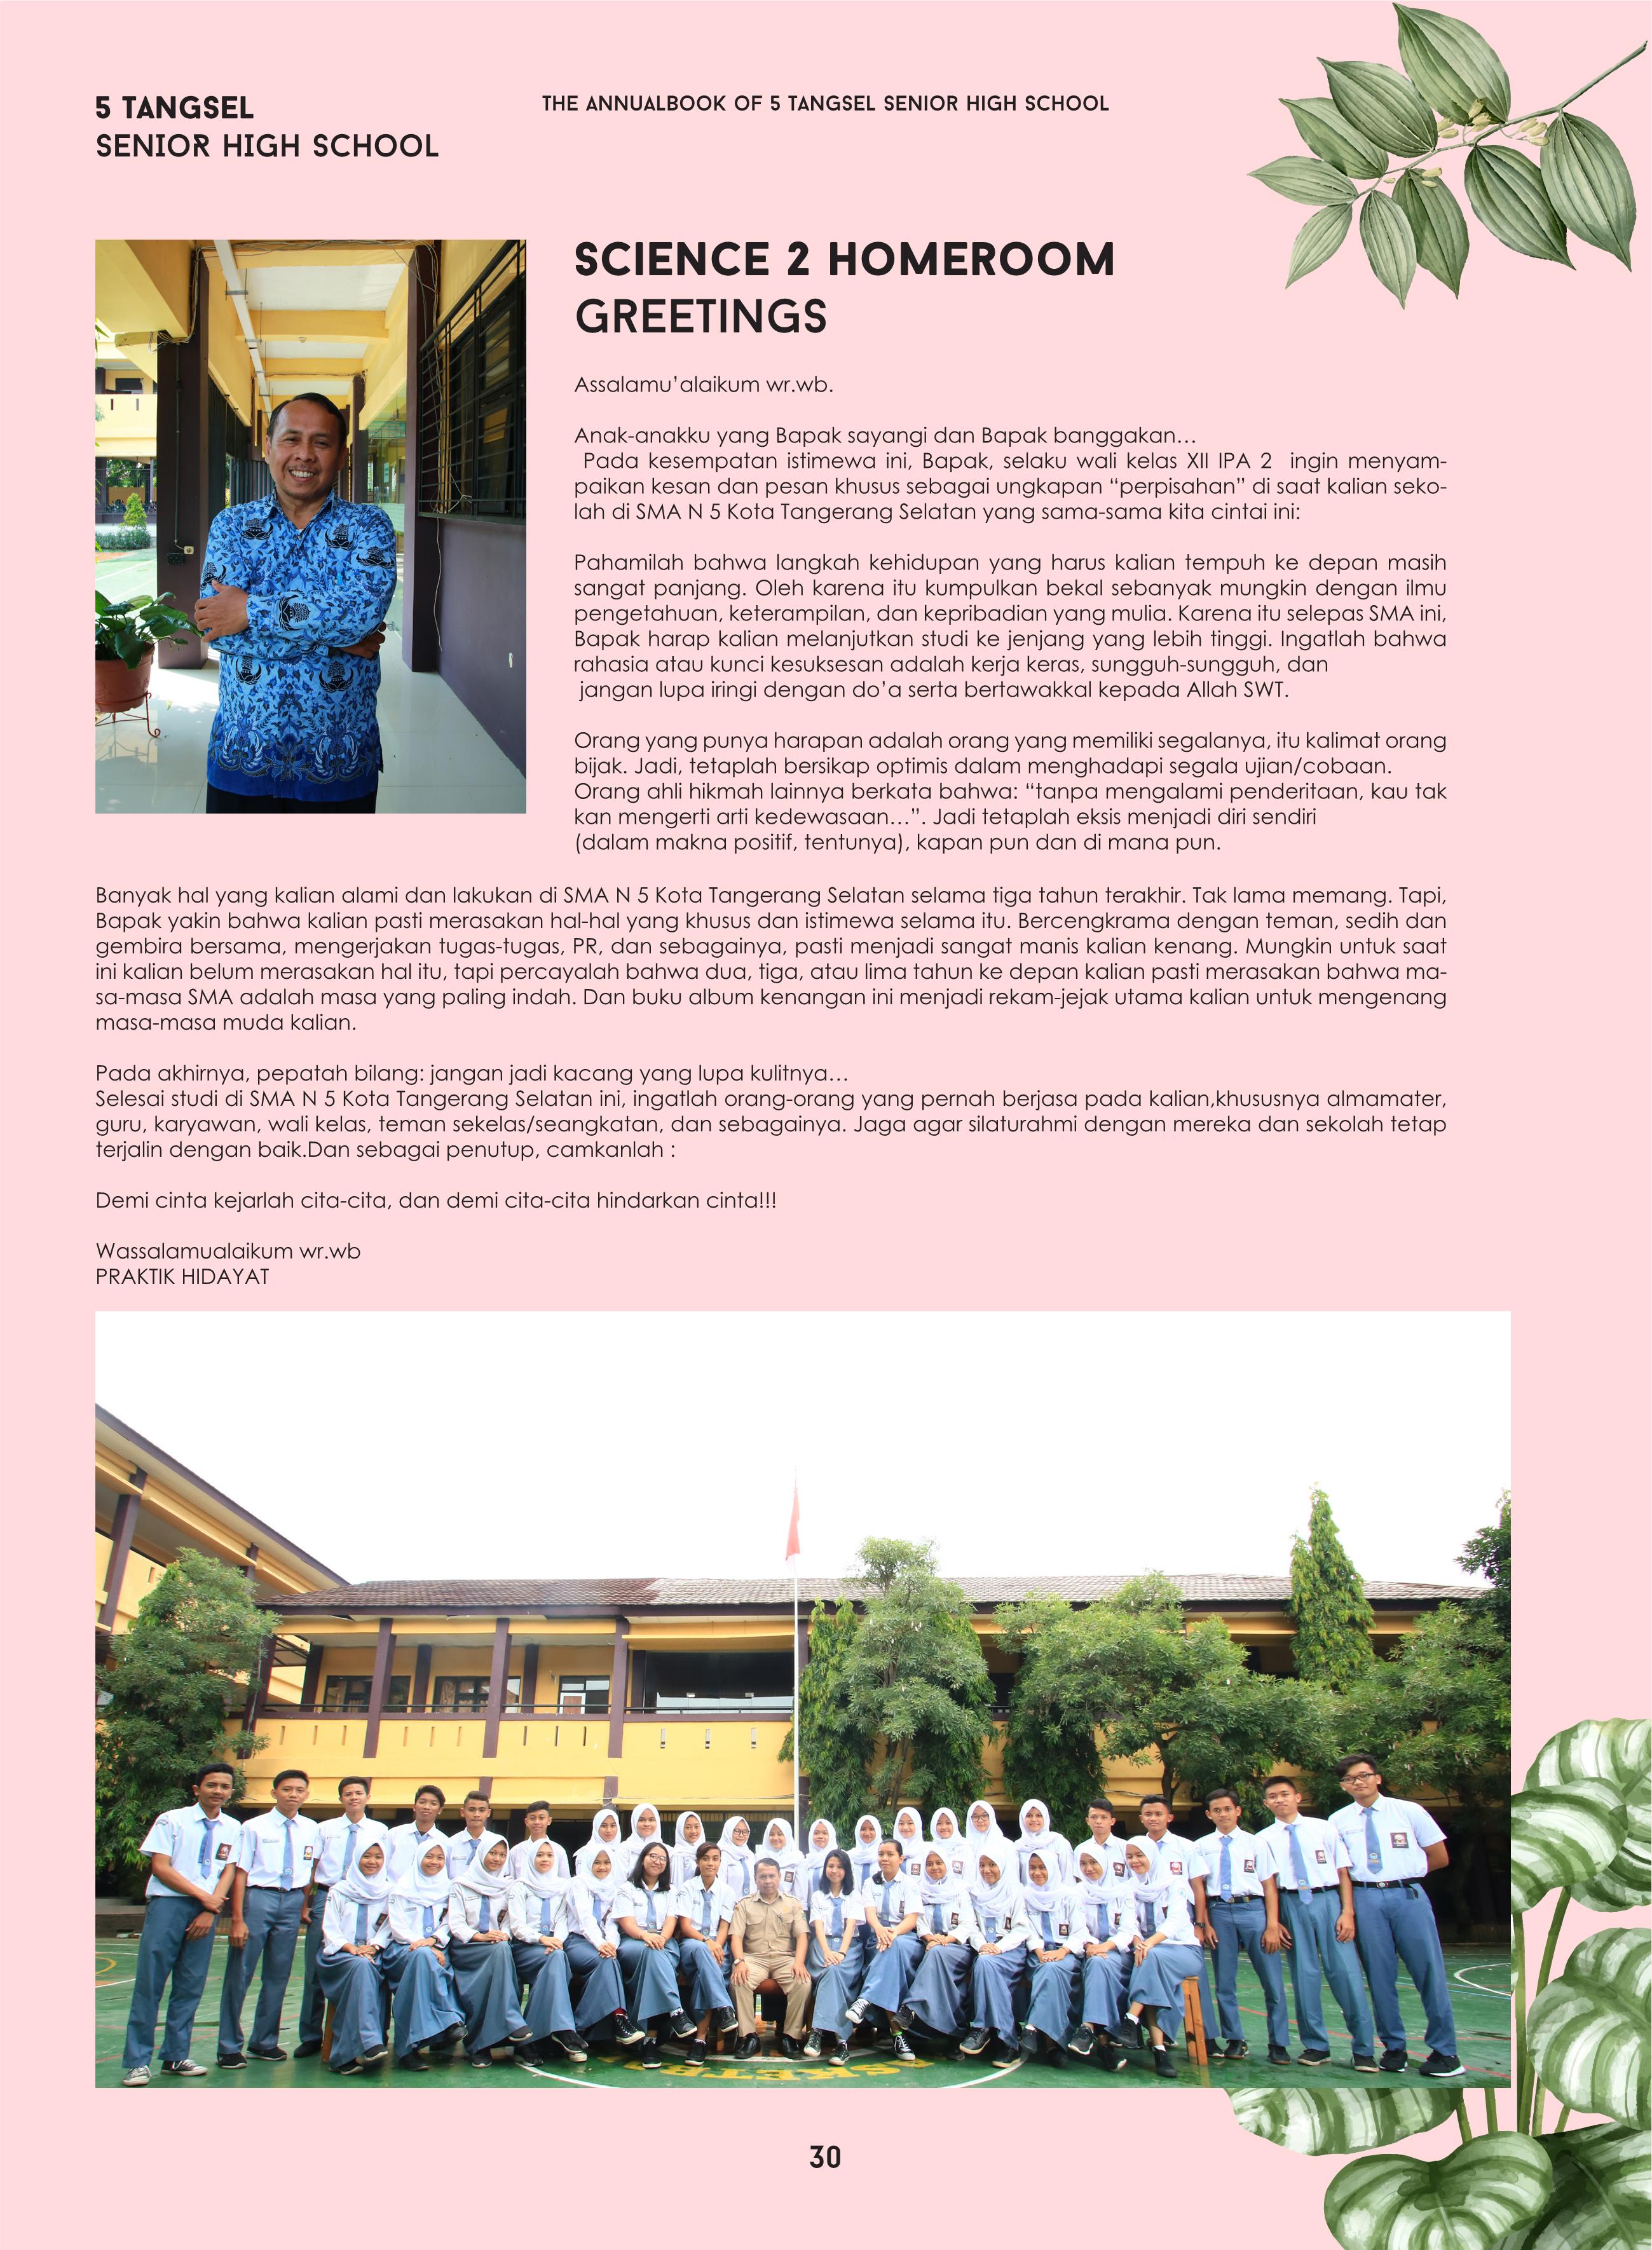 5 TANGSEL
SENIOR HIGH SCHOOL
THE ANNUALBOOK OF 5 TANGSEL SENIOR HIGH SCHOOL
SCIENCE 2 HOMEROOM
GREETINGS
Assalamu’alaikum wr.wb.
Anak-anakku yang Bapak sayangi dan Bapak banggakan…
Pada kesempatan istimewa ini, Bapak, selaku wali kelas XII IPA 2 ingin menyam-
paikan kesan dan pesan khusus sebagai ungkapan “perpisahan” di saat kalian seko-
lah di SMA N 5 Kota Tangerang Selatan yang sama-sama kita cintai ini:
Pahamilah bahwa langkah kehidupan yang harus kalian tempuh ke depan masih
sangat panjang. Oleh karena itu kumpulkan bekal sebanyak mungkin dengan ilmu
pengetahuan, keterampilan, dan kepribadian yang mulia. Karena itu selepas SMA ini,
Bapak harap kalian melanjutkan studi ke jenjang yang lebih tinggi. Ingatlah bahwa
rahasia atau kunci kesuksesan adalah kerja keras, sungguh-sungguh, dan
jangan lupa iringi dengan do’a serta bertawakkal kepada Allah SWT.
Orang yang punya harapan adalah orang yang memiliki segalanya, itu kalimat orang
bijak. Jadi, tetaplah bersikap optimis dalam menghadapi segala ujian/cobaan.
Orang ahli hikmah lainnya berkata bahwa: “tanpa mengalami penderitaan, kau tak
kan mengerti arti kedewasaan…”. Jadi tetaplah eksis menjadi diri sendiri
(dalam makna positif, tentunya), kapan pun dan di mana pun.
Banyak hal yang kalian alami dan lakukan di SMA N 5 Kota Tangerang Selatan selama tiga tahun terakhir. Tak lama memang. Tapi,
Bapak yakin bahwa kalian pasti merasakan hal-hal yang khusus dan istimewa selama itu. Bercengkrama dengan teman, sedih dan
gembira bersama, mengerjakan tugas-tugas, PR, dan sebagainya, pasti menjadi sangat manis kalian kenang. Mungkin untuk saat
ini kalian belum merasakan hal itu, tapi percayalah bahwa dua, tiga, atau lima tahun ke depan kalian pasti merasakan bahwa ma-
sa-masa SMA adalah masa yang paling indah. Dan buku album kenangan ini menjadi rekam-jejak utama kalian untuk mengenang
masa-masa muda kalian.
Pada akhirnya, pepatah bilang: jangan jadi kacang yang lupa kulitnya…
Selesai studi di SMA N 5 Kota Tangerang Selatan ini, ingatlah orang-orang yang pernah berjasa pada kalian,khususnya almamater,
guru, karyawan, wali kelas, teman sekelas/seangkatan, dan sebagainya. Jaga agar silaturahmi dengan mereka dan sekolah tetap
terjalin dengan baik.Dan sebagai penutup, camkanlah :
Demi cinta kejarlah cita-cita, dan demi cita-cita hindarkan cinta!!!
Wassalamualaikum wr.wb
PRAKTIK HIDAYAT
30